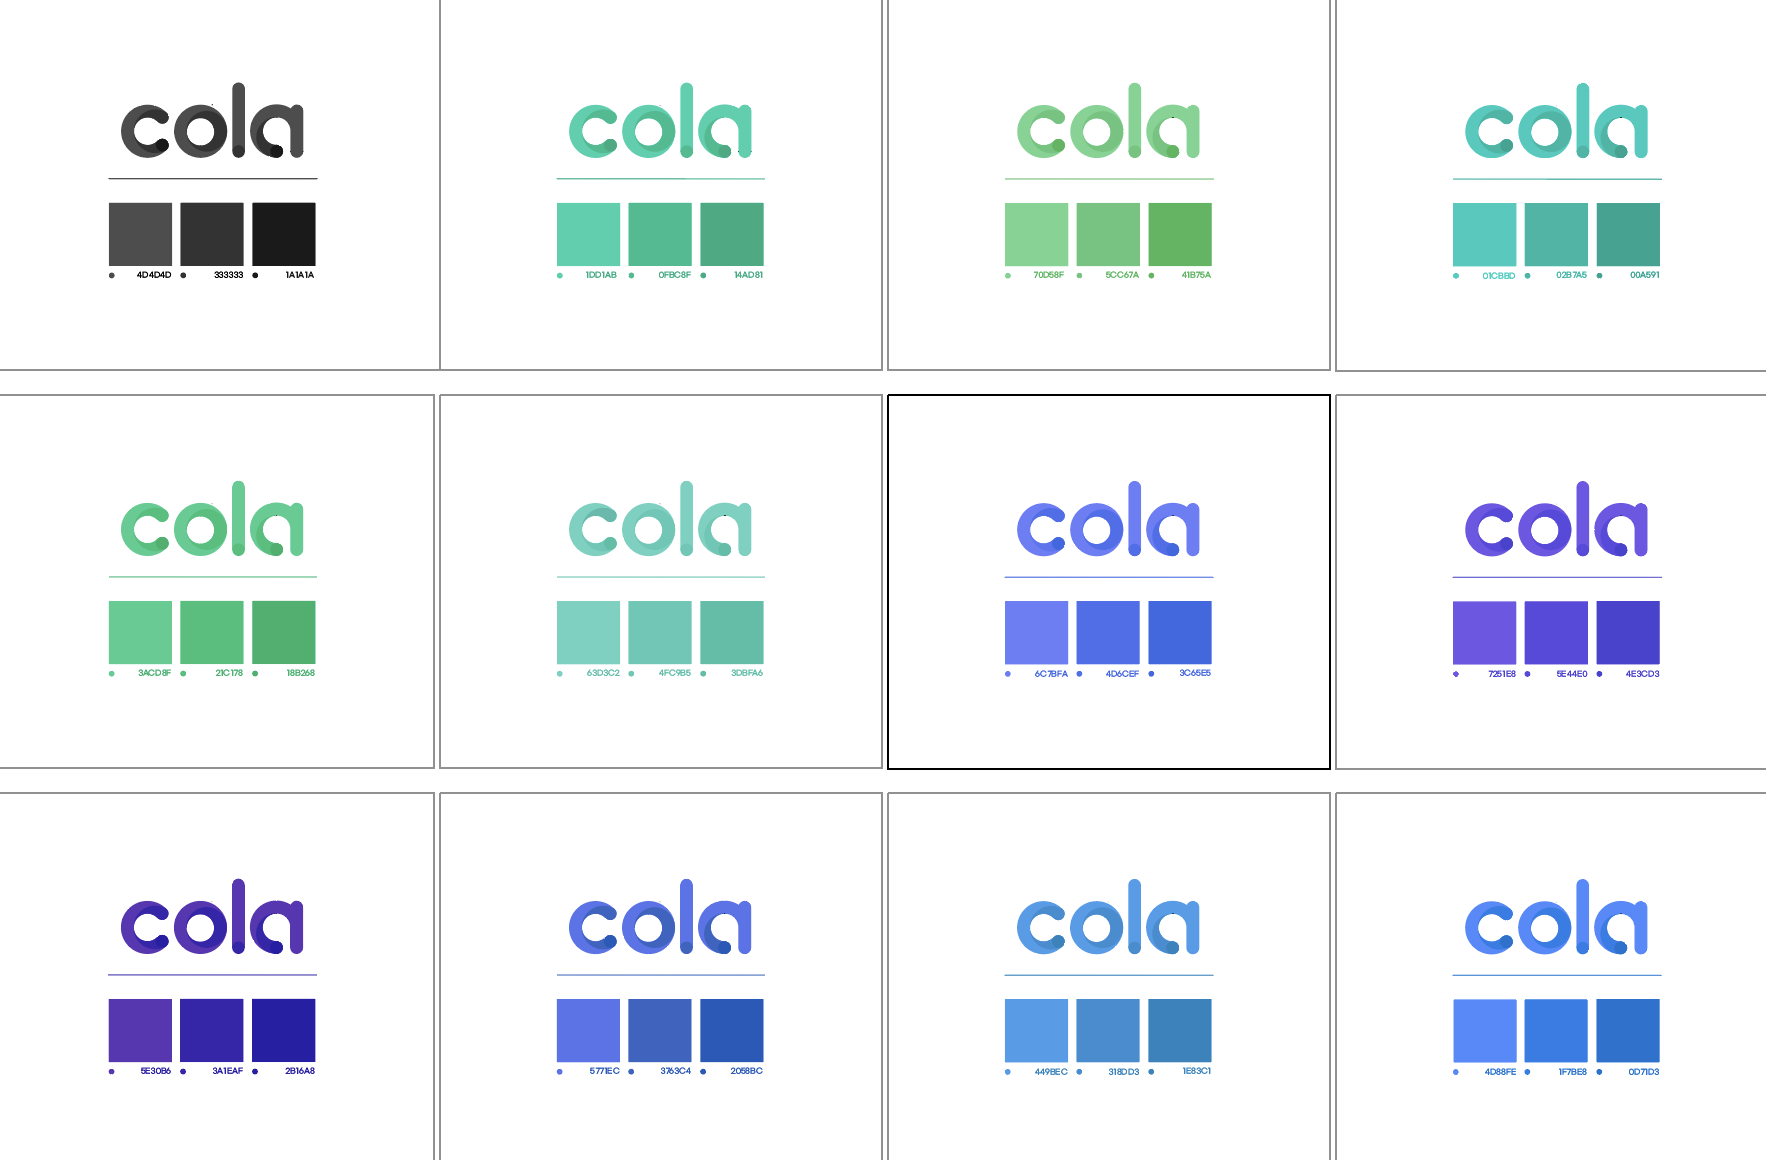 cola
4D4D4D 333333 1A1A1A
cola
1DD1AB 0FBC8F 14AD81
cola
70D58F 5CC67A 41B75A
cola
01CBBD 02B7A5 00A591
cola
3ACD8F 21C178 18B268
cola
63D3C2 4FC9B5 3DBFA6
cola
6C7BFA 4D6CEF 3C65E5
cola
7251E8 5E44E0 4E3CD3
cola
5E30B6 3A1EAF 2B16A8
cola
5771EC 3763C4 2058BC
cola
449BEC 318DD3 1E83C1
cola
4D88FE 1F7BE8 0D71D3